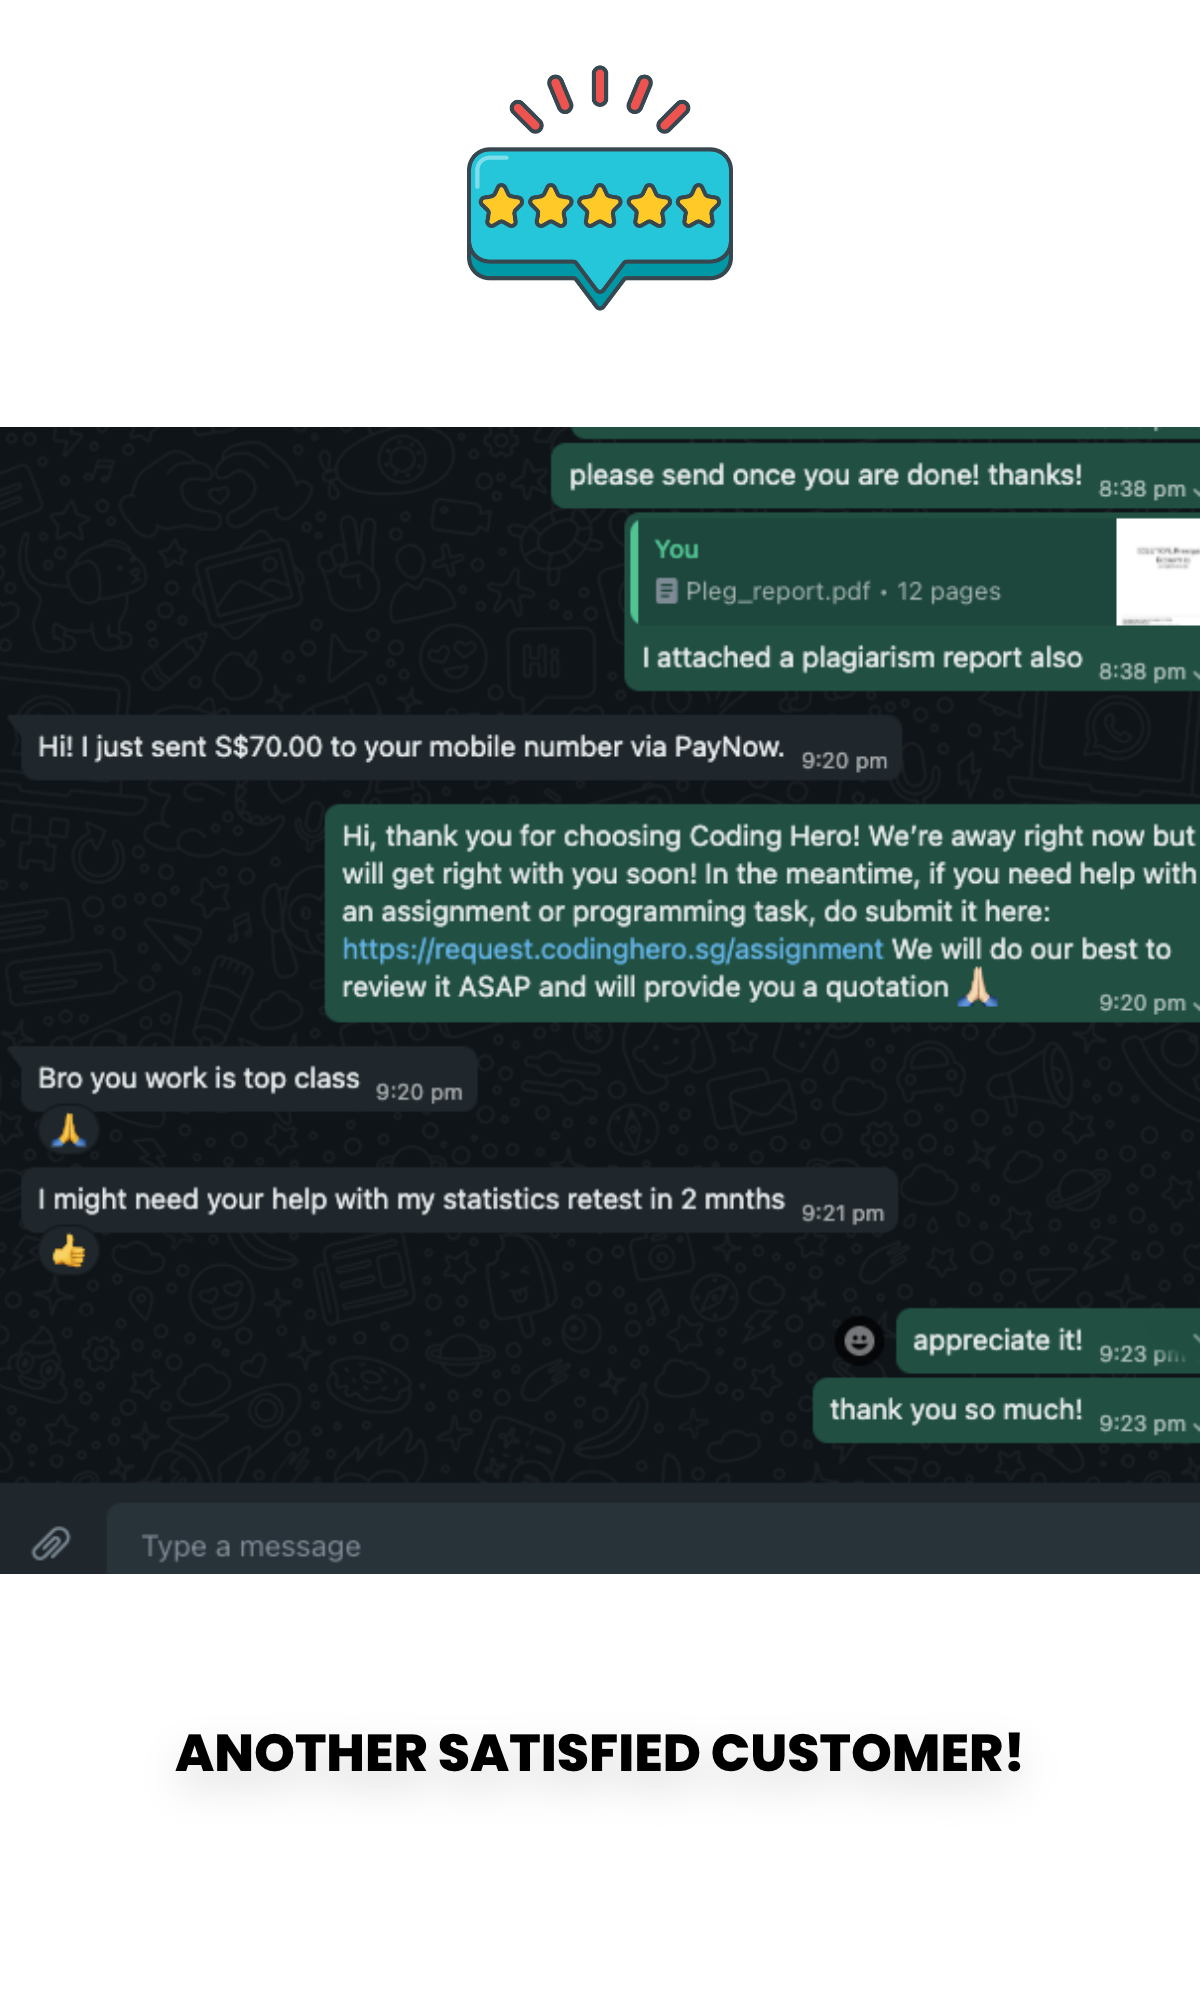 please send once you are done! thanks! 8:38 pm
You
Pleg_report.pdf • 12 pages
I attached a plagiarism report also 8:38 pm
Hi
Hi! I just sent S$70.00 to your mobile number via PayNow. 9:20 pm
Hi, thank you for choosing Coding Hero! We’re away right now but
will get right with you soon! In the meantime, if you need help with
an assignment or programming task, do submit it here:
https://request.codinghero.sg/assignment We will do our best to
review it ASAP and will provide you a quotation 🙏🏻 9:20 pm
Bro you work is top class 9:20 pm
🙏
I might need your help with my statistics retest in 2 mnths 9:21 pm
👍
appreciate it! 9:23 pm
thank you so much! 9:23 pm
Type a message
ANOTHER SATISFIED CUSTOMER!